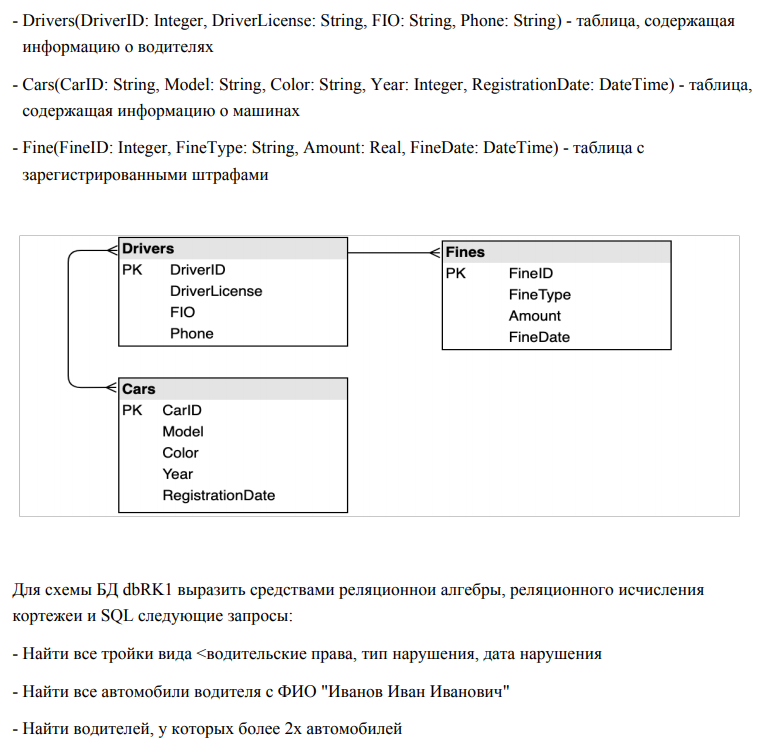 - Drivers(DriverID: Integer, DriverLicense: String, FIO: String, Phone: String) - таблица, содержащая
информацию о водителях
- Cars(CarID: String, Model: String, Color: String, Year: Integer, RegistrationDate: DateTime) - таблица,
содержащая информацию о машинах
- Fine(FineID: Integer, FineType: String, Amount: Real, FineDate: DateTime) - таблица с
зарегистрированными штрафами
Drivers
PK DriverID
DriverLicense
FIO
Phone
Fines
PK FineID
FineType
Amount
FineDate
Cars
PK CarID
Model
Color
Year
RegistrationDate
Для схемы БД dbRK1 выразить средствами реляционнои алгебры, реляционного исчисления
кортежеи и SQL следующие запросы:
- Найти все тройки вида <водительские права, тип нарушения, дата нарушения
- Найти все автомобили водителя с ФИО "Иванов Иван Иванович"
- Найти водителей, у которых более 2х автомобилей